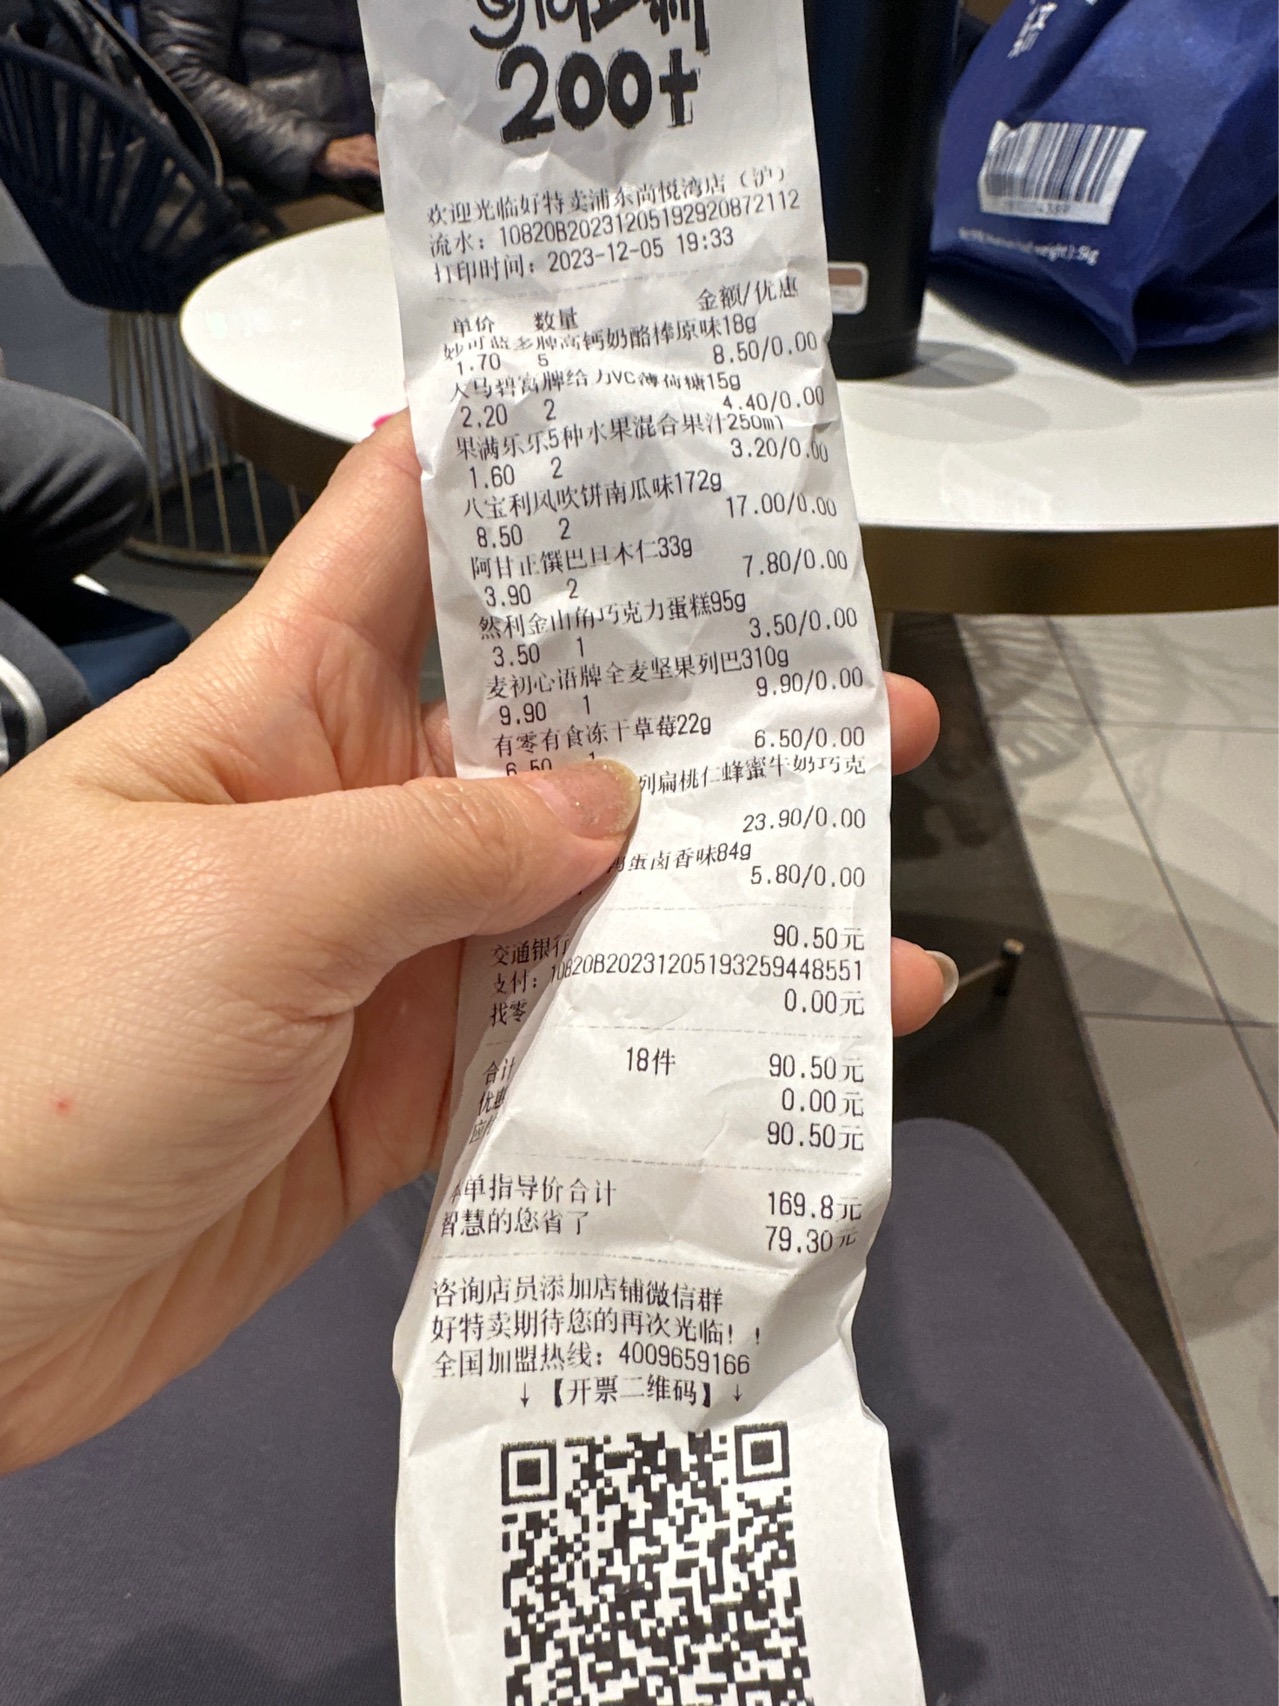 200+
欢迎光临好特卖浦东尚悦湾店（沪）
流水：10820B20231205192920872112
打印时间：2023-12-05 19:33
单价 数量 金额/优惠
妙可蓝多牌高钙奶酪棒原味18g
1.70 5 8.50/0.00
人马碧富牌给力VC薄荷糖15g
2.20 2 4.40/0.00
果满乐乐5种水果混合果汁250ml
1.60 2 3.20/0.00
八宝利风吹饼南瓜味172g
8.50 2 17.00/0.00
阿甘正馔巴旦木仁33g
3.90 2 7.80/0.00
然利金山角巧克力蛋糕95g
3.50 1 3.50/0.00
麦初心语牌全麦坚果列巴310g
9.90 1 9.90/0.00
有零有食冻干草莓22g
6.50 1 6.50/0.00
列扁桃仁蜂蜜牛奶巧克
23.90/0.00
蛋卤香味84g
5.80/0.00
交通银行 90.50元
支付：10820B20231205193259448551
找零 0.00元
合计 18件 90.50元
优惠 0.00元
应付 90.50元
本单指导价合计 169.8元
智慧的您省了 79.30元
咨询店员添加店铺微信群
好特卖期待您的再次光临！！
全国加盟热线：4009659166
↓【开票二维码】↓